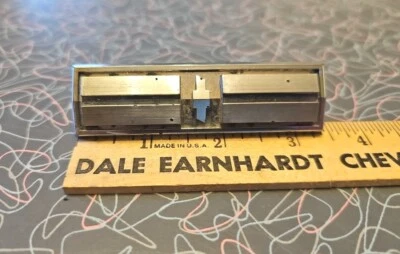 1 MADE IN U.S.A. 2 3 4
DALE EARNHARDT CHEV